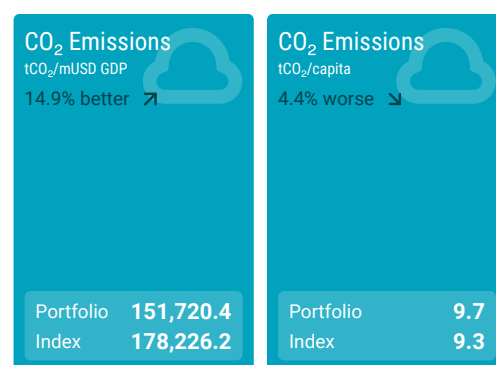 CO₂ Emissions
tCO₂/mUSD GDP
14.9% better
Portfolio 151,720.4
Index 178,226.2
CO₂ Emissions
tCO₂/capita
4.4% worse
Portfolio 9.7
Index 9.3